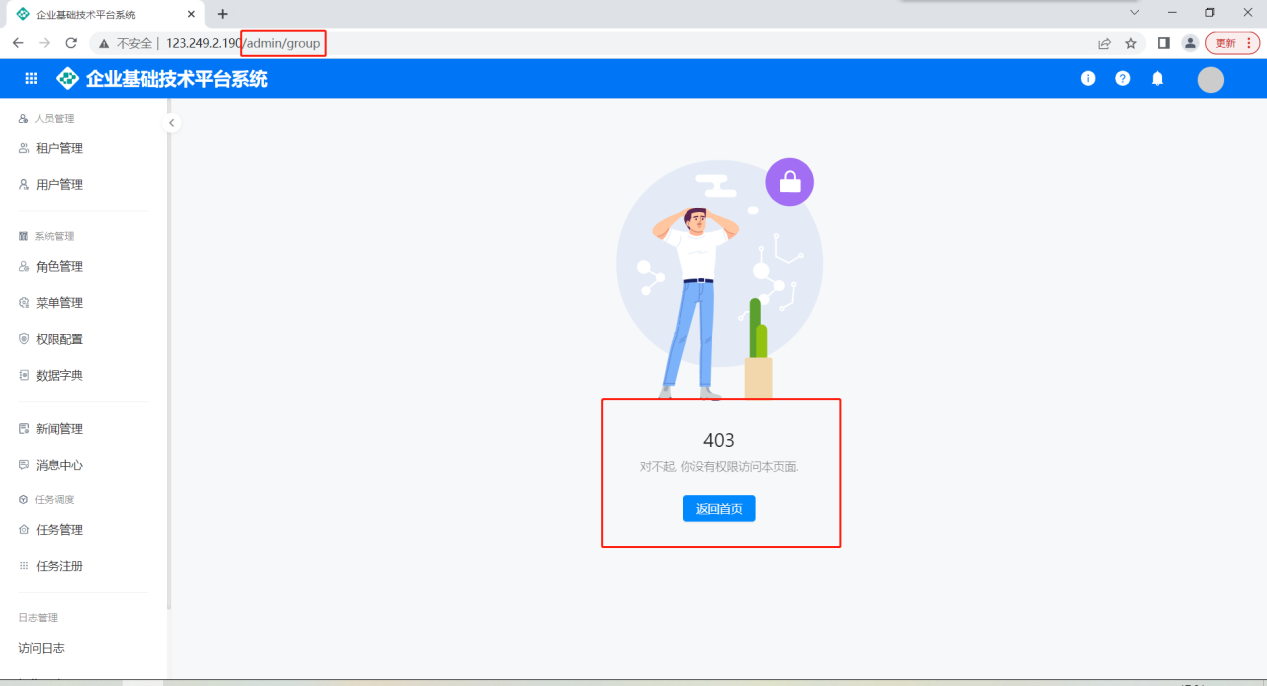 企业基础技术平台系统
不安全 | 123.249.2.190/admin/group
更新
企业基础技术平台系统
人员管理
租户管理
用户管理
系统管理
角色管理
菜单管理
权限配置
数据字典
新闻管理
消息中心
任务调度
任务管理
任务注册
日志管理
访问日志
403
对不起, 你没有权限访问本页面.
返回首页